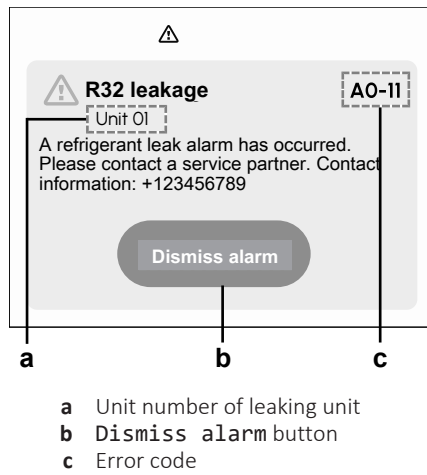 R32 leakage
A0-11
Unit 01
A refrigerant leak alarm has occurred.
Please contact a service partner. Contact
information: +123456789
Dismiss alarm
a b c
a Unit number of leaking unit
b Dismiss alarm button
c Error code